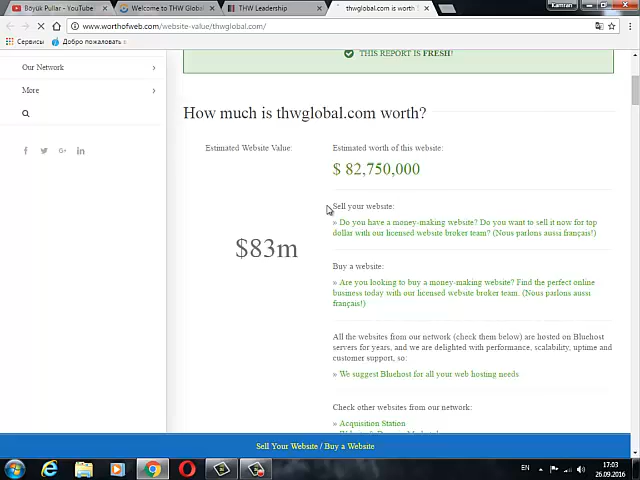 Kamran
Böyük Pullar - YouTube
Welcome to THW Global
THW Leadership
thwglobal.com is worth
www.worthofweb.com/website-value/thwglobal.com/
Сервисы
Добро пожаловать
Our Network
More
THIS REPORT IS FRESH!
How much is thwglobal.com worth?
Estimated Website Value:
$83m
Estimated worth of this website:
$ 82,750,000
Sell your website:
» Do you have a money-making website? Do you want to sell it now for top
dollar with our licensed website broker team? (Nous parlons aussi français!)
Buy a website:
» Are you looking to buy a money-making website? Find the perfect online
business today with our licensed website broker team. (Nous parlons aussi
français!)
All the websites from our network (check them below) are hosted on Bluehost
servers for years, and we are delighted with performance, scalability, uptime and
customer support, so:
» We suggest Bluehost for all your web hosting needs
Check other websites from our network:
» Acquisition Station
Sell Your Website / Buy a Website
EN
17:03
26.09.2016